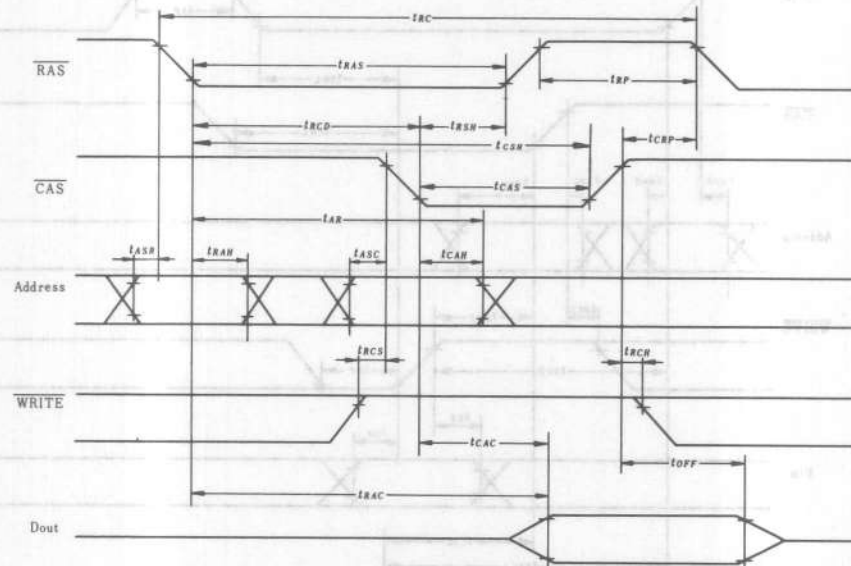 tRC
RAS
tRAS
tRP
tRCD
tRSH
tCRP
tCSH
CAS
tCAS
tAR
tASR
tRAH
tASC
tCAH
Address
tRCS
tRCH
WRITE
tCAC
tOFF
tRAC
Dout